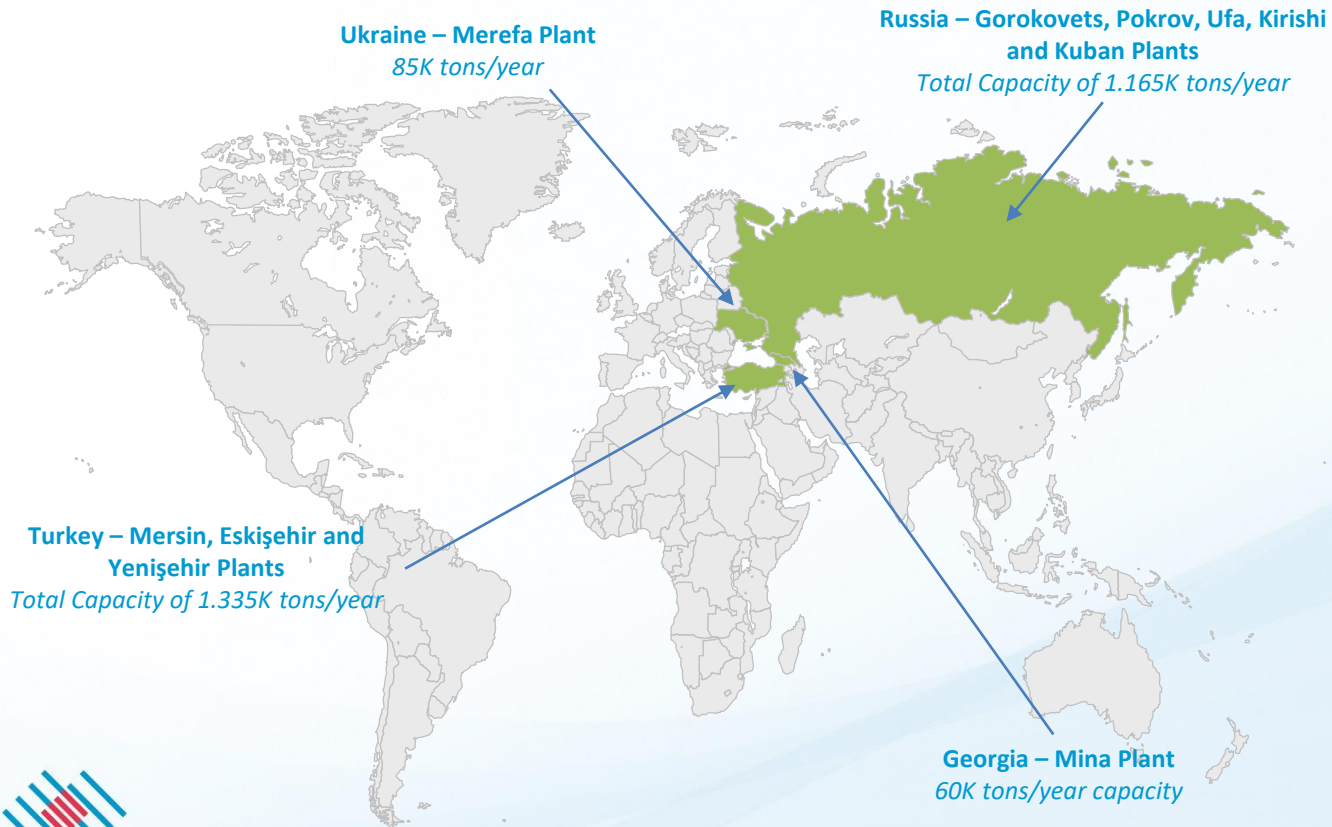 Ukraine – Merefa Plant
85K tons/year
Russia – Gorokovets, Pokrov, Ufa, Kirishi
and Kuban Plants
Total Capacity of 1.165K tons/year
Turkey – Mersin, Eskişehir and
Yenişehir Plants
Total Capacity of 1.335K tons/year
Georgia – Mina Plant
60K tons/year capacity